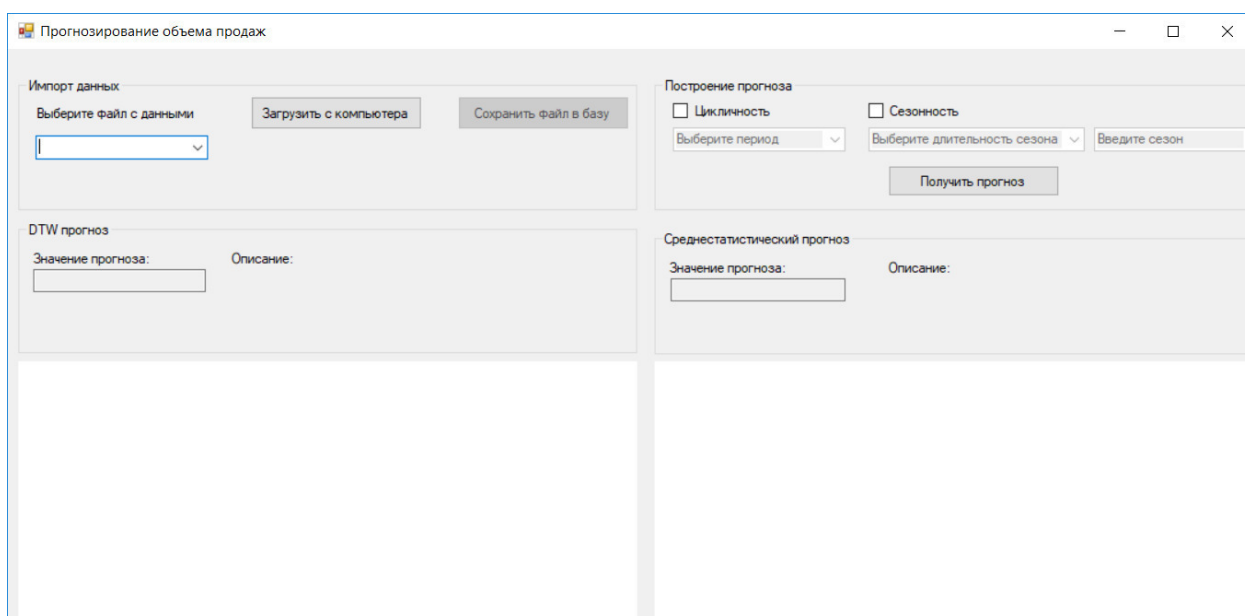 Прогнозирование объема продаж
Импорт данных
Выберите файл с данными
Загрузить с компьютера
Сохранить файл в базу
Построение прогноза
Цикличность
Сезонность
Выберите период
Выберите длительность сезона
Введите сезон
Получить прогноз
DTW прогноз
Значение прогноза:
Описание:
Среднестатистический прогноз
Значение прогноза:
Описание: